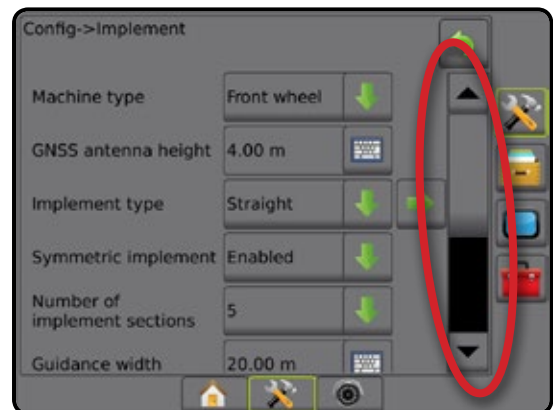 Config->Implement
Machine type Front wheel
GNSS antenna height 4.00 m
Implement type Straight
Symmetric implement Enabled
Number of
implement sections 5
Guidance width 20.00 m